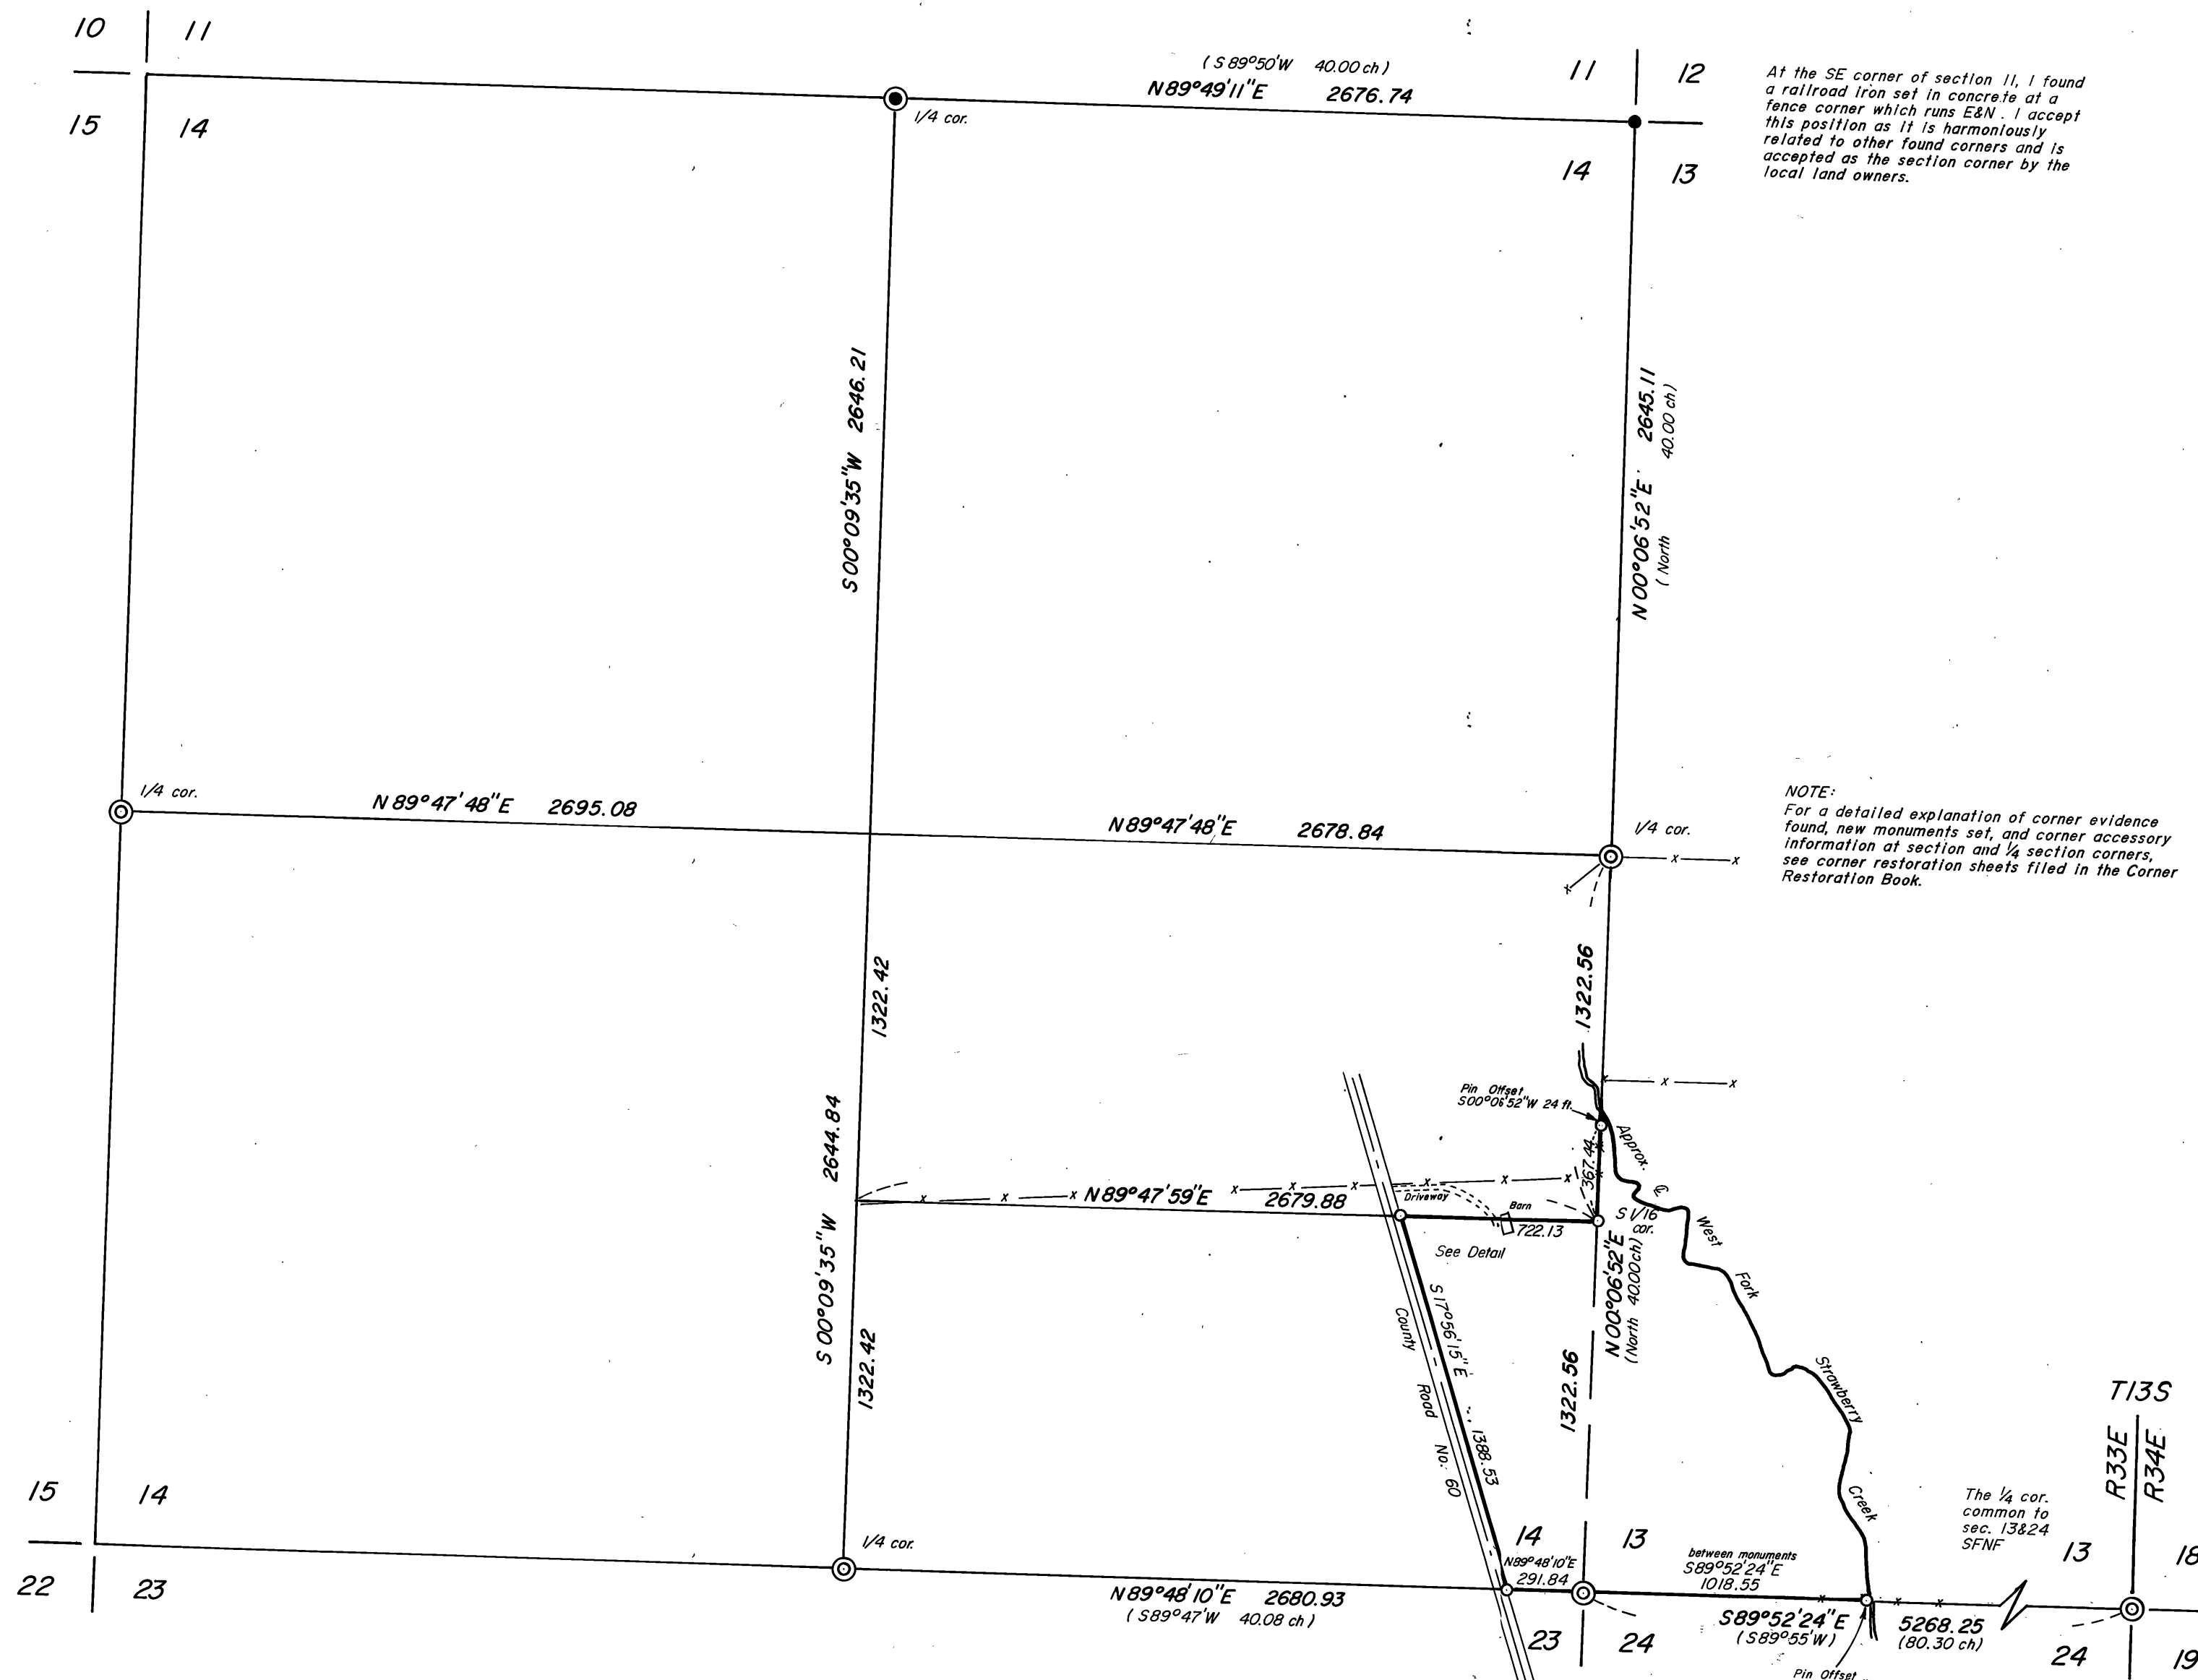 10 11
(S 89°50'W 40.00 ch)
N89°49'11"E 2676.74
11 12
15 14
1/4 cor.
14 13
At the SE corner of section 11, I found
a railroad iron set in concrete at a
fence corner which runs E&N. I accept
this position as it is harmoniously
related to other found corners and is
accepted as the section corner by the
local land owners.
S00°09'35"W 2646.21
N00°06'52"E 2645.11
(North 40.00 ch)
1/4 cor.
N89°47'48"E 2695.08
N89°47'48"E 2678.84
1/4 cor.
NOTE:
For a detailed explanation of corner evidence
found, new monuments set, and corner accessory
information at section and 1/4 section corners,
see corner restoration sheets filed in the Corner
Restoration Book.
1322.42
1322.56
Pin Offset
S00°06'52"W 24 ft.
Approx.
℄
West
Fork
Strawberry
Creek
367.44
S 00°09'35"W 2644.84
N89°47'59"E 2679.88
Driveway
Barn
722.13
S 1/16
cor.
See Detail
N00°06'52"E
(North 40.00ch)
S 17°56'15"E 1388.53
County Road No. 60
1322.42
1322.56
T13S
R33E
R34E
15 14
1/4 cor.
14 13
N89°48'10"E
291.84
between monuments
S89°52'24"E
1018.55
The 1/4 cor.
common to
sec. 13&24
SFNF
13 18
22 23
N89°48'10"E 2680.93
(S89°47'W 40.08 ch)
23 24
S89°52'24"E 5268.25
(S89°55'W) (80.30 ch)
Pin Offset
24 19